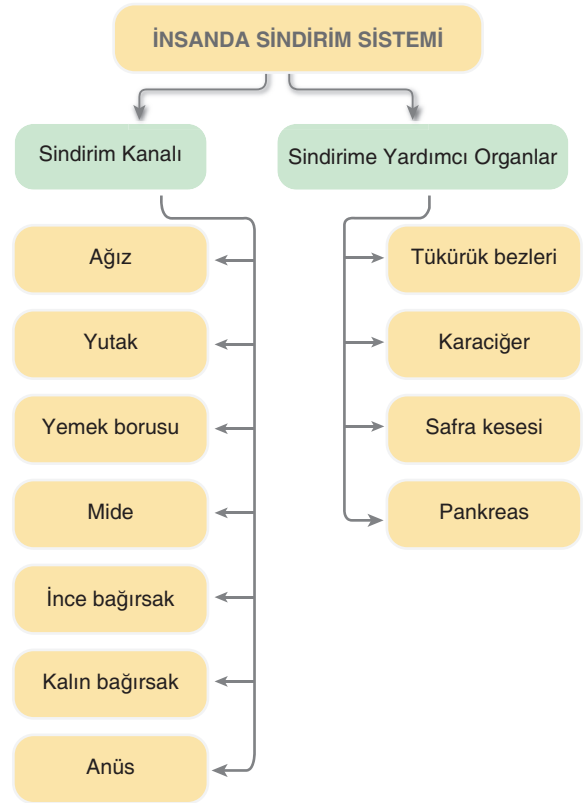 İNSANDA SİNDİRİM SİSTEMİ
Sindirim Kanalı
Ağız
Yutak
Yemek borusu
Mide
İnce bağırsak
Kalın bağırsak
Anüs
Sindirime Yardımcı Organlar
Tükürük bezleri
Karaciğer
Safra kesesi
Pankreas